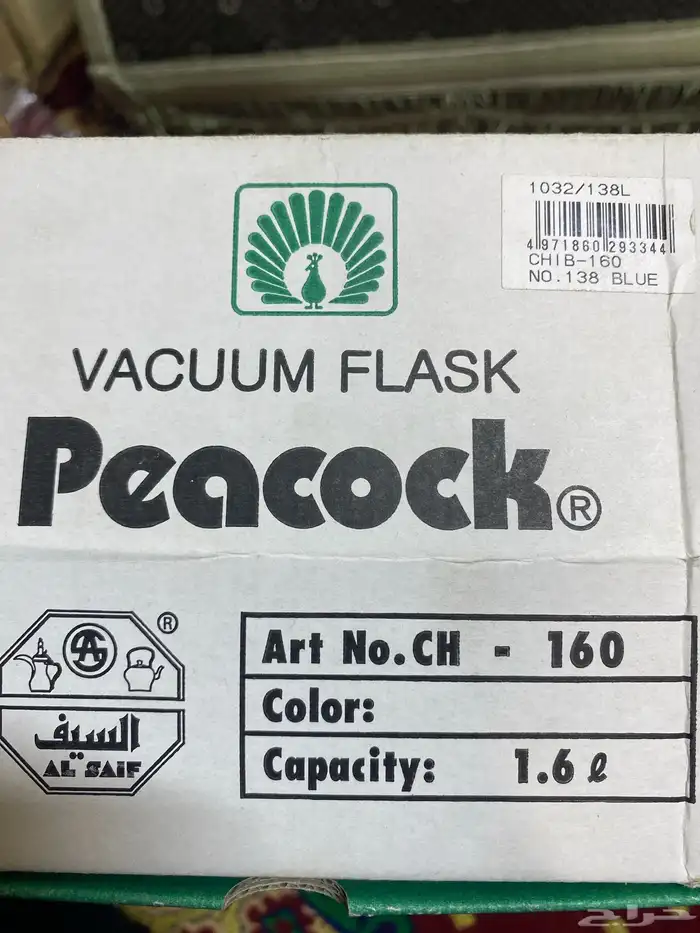 1032/138L
4 971860 293344
CHIB-160
NO.138 BLUE
VACUUM FLASK
Peacock®
®
السيف
AL SAIF
Art No.CH - 160
Color:
Capacity: 1.6 ℓ
حراج